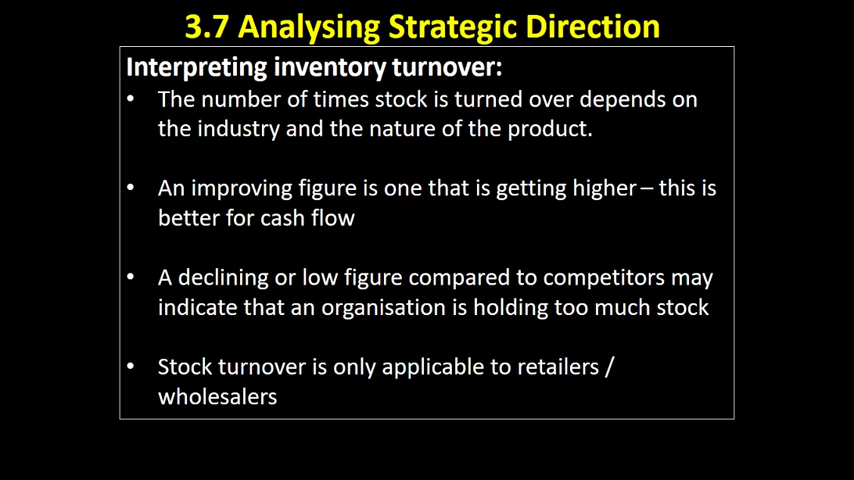 3.7 Analysing Strategic Direction
Interpreting inventory turnover:
• The number of times stock is turned over depends on
the industry and the nature of the product.
• An improving figure is one that is getting higher – this is
better for cash flow
• A declining or low figure compared to competitors may
indicate that an organisation is holding too much stock
• Stock turnover is only applicable to retailers /
wholesalers